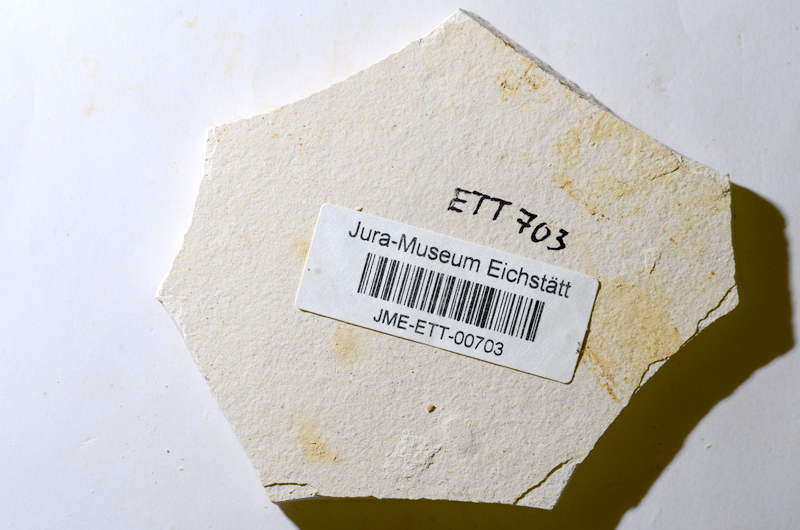 ETT 703
Jura-Museum Eichstätt
JME-ETT-00703